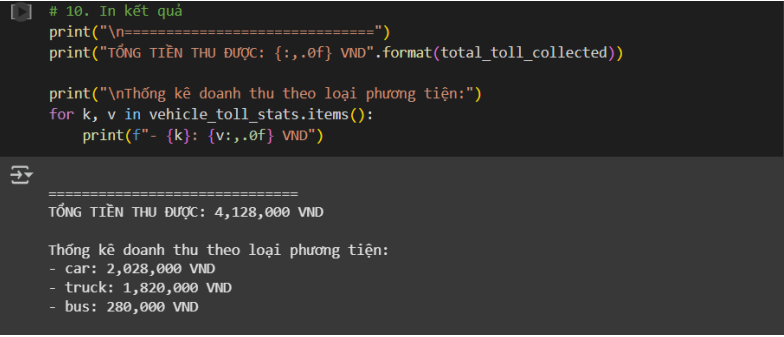 # 10. In kết quả
print("\n==============================")
print("TỔNG TIỀN THU ĐƯỢC: {:,.0f} VND".format(total_toll_collected))
print("\nThống kê doanh thu theo loại phương tiện:")
for k, v in vehicle_toll_stats.items():
    print(f"- {k}: {v:,.0f} VND")
==============================
TỔNG TIỀN THU ĐƯỢC: 4,128,000 VND
Thống kê doanh thu theo loại phương tiện:
- car: 2,028,000 VND
- truck: 1,820,000 VND
- bus: 280,000 VND